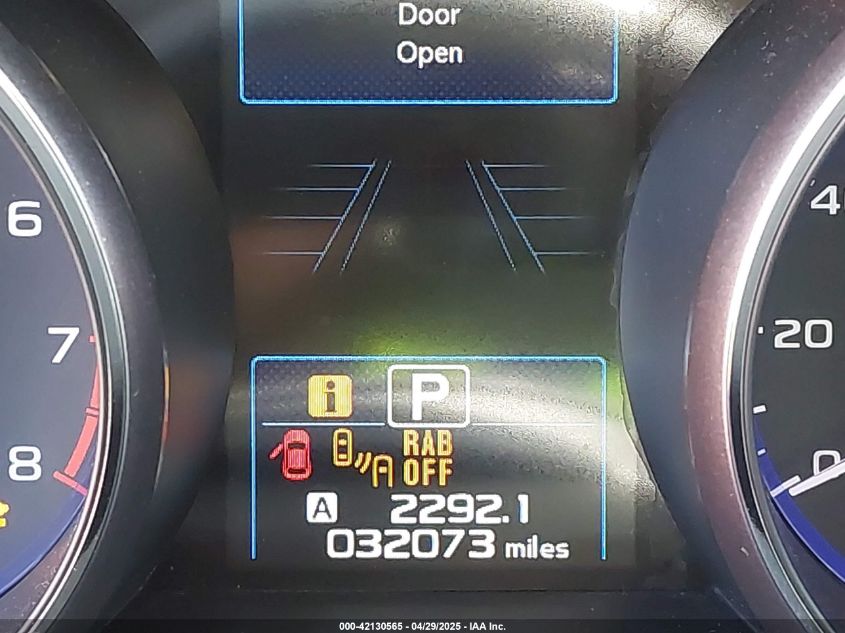 Door
Open
6
7
8
40
20
0
i P
RAB
OFF
A 2292.1
032073 miles
000-42130565 - 04/29/2025 - IAA Inc.